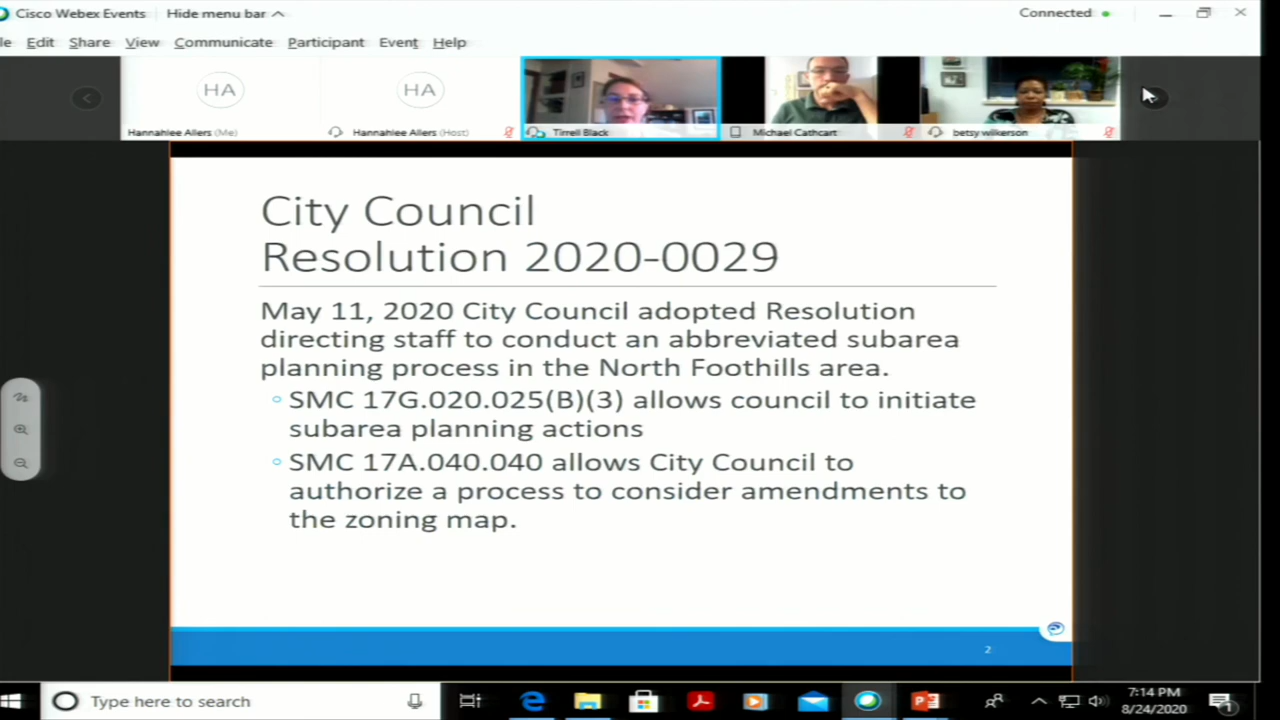 Cisco Webex Events Hide menu bar Connected
le Edit Share View Communicate Participant Event Help
HA HA
Hannahlee Ailers (Me) Hannahlee Ailers (Host) Tirrell Black Michael Cathcart betsy wilkerson
City Council
Resolution 2020-0029
May 11, 2020 City Council adopted Resolution
directing staff to conduct an abbreviated subarea
planning process in the North Foothills area.
SMC 17G.020.025(B)(3) allows council to initiate
subarea planning actions
SMC 17A.040.040 allows City Council to
authorize a process to consider amendments to
the zoning map.
2
Type here to search
7:14 PM
8/24/2020
1